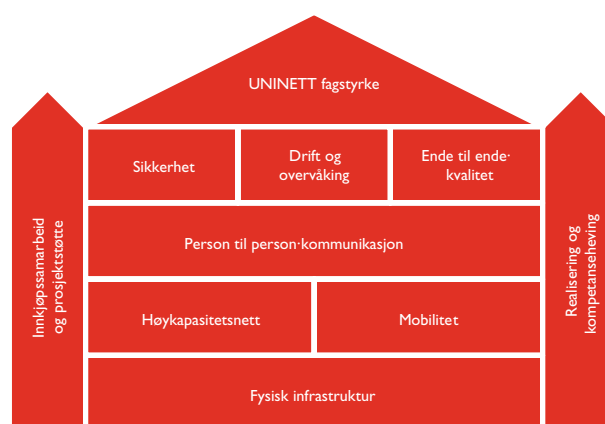 UNINETT fagstyrke
Sikkerhet
Drift og
overvåking
Ende til ende-
kvalitet
Person til person-kommunikasjon
Høykapasitetsnett
Mobilitet
Fysisk infrastruktur
Innkjøpssamarbeid
og prosjektstøtte
Realisering og
kompetanseheving